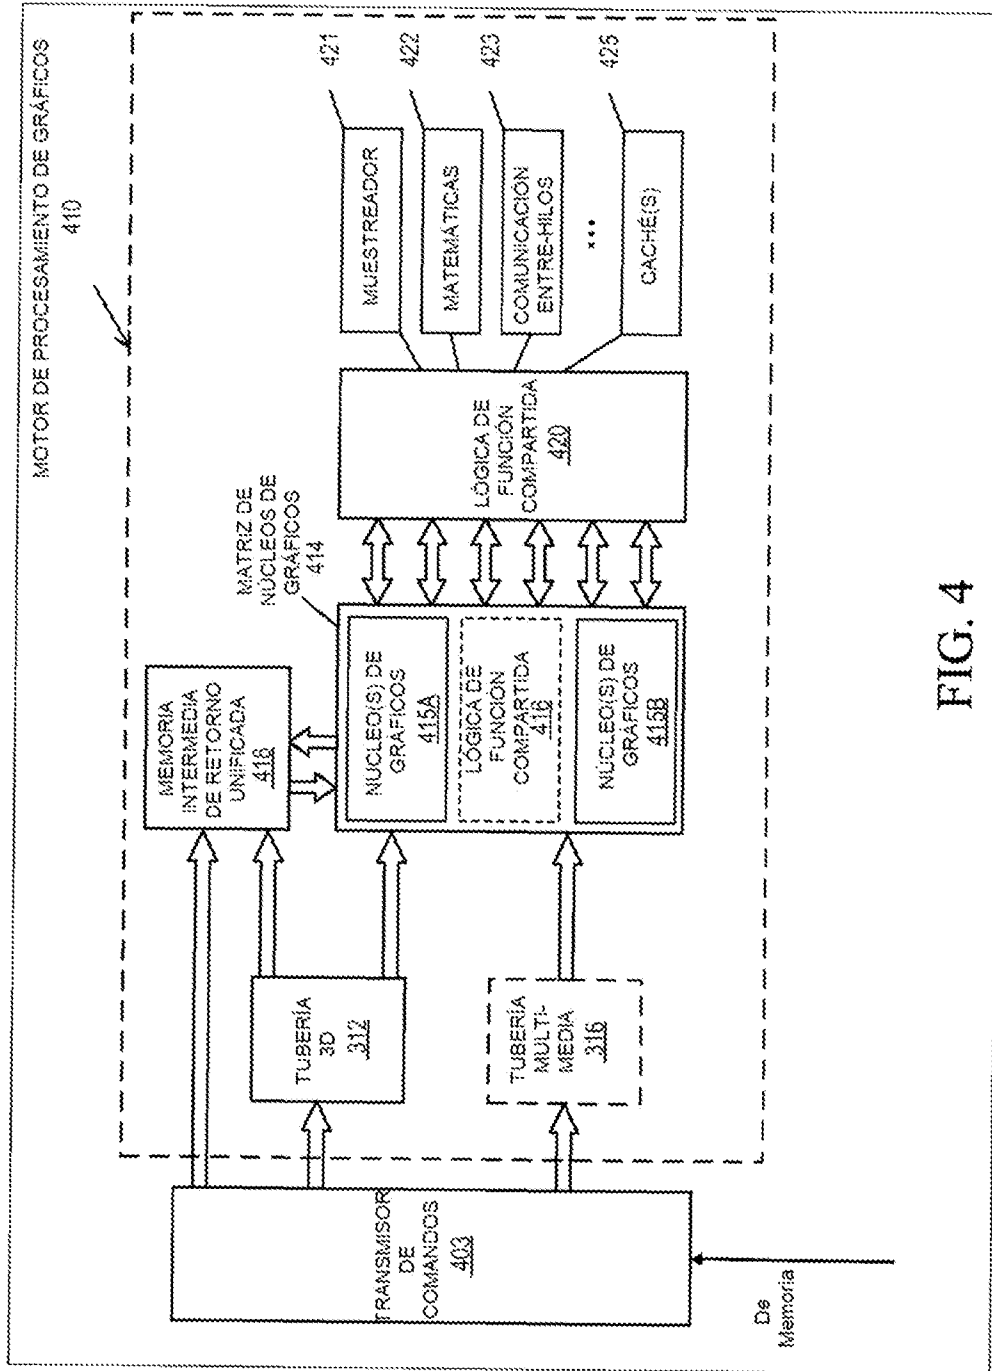 MOTOR DE PROCESAMIENTO DE GRÁFICOS
410
TRANSMISOR
DE
COMANDOS
403
De
Memoria
TUBERÍA
3D
312
TUBERÍA
MULTI-
MEDIA
316
MEMORIA
INTERMEDIA
DE RETORNO
UNIFICADA
418
MATRIZ DE
NÚCLEOS DE
GRÁFICOS
414
NÚCLEO(S) DE
GRÁFICOS
415A
LÓGICA DE
FUNCIÓN
COMPARTIDA
416
NÚCLEO(S) DE
GRÁFICOS
415B
LÓGICA DE
FUNCIÓN
COMPARTIDA
420
MUESTREADOR
421
MATEMÁTICAS
422
COMUNICACIÓN
ENTRE-HILOS
423
...
CACHÉ(S)
425
FIG. 4